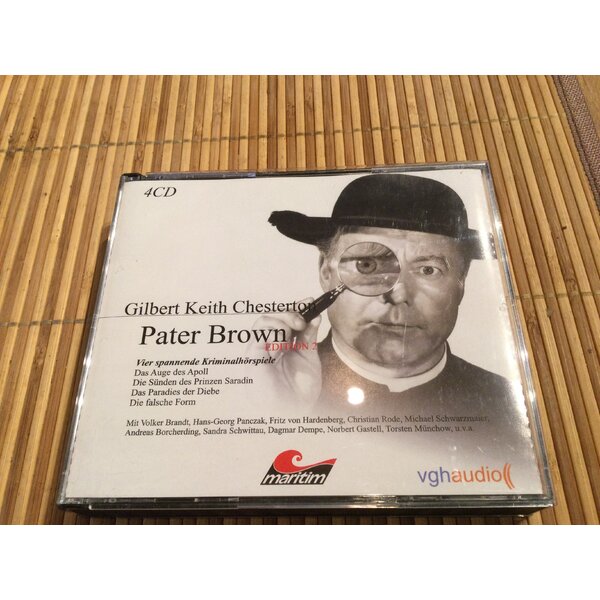 4CD
Gilbert Keith Chesterton
Pater Brown
EDITION 2
Vier spannende Kriminalhörspiele
Das Auge des Apoll
Die Sünden des Prinzen Saradin
Das Paradies der Diebe
Die falsche Form
Mit Volker Brandt, Hans-Georg Panczak, Fritz von Hardenberg, Christian Rode, Michael Schwarzmaier,
Andreas Borcherding, Sandra Schwittau, Dagmar Dempe, Norbert Gastell, Torsten Münchow, u.v.a.
maritim
vghaudio